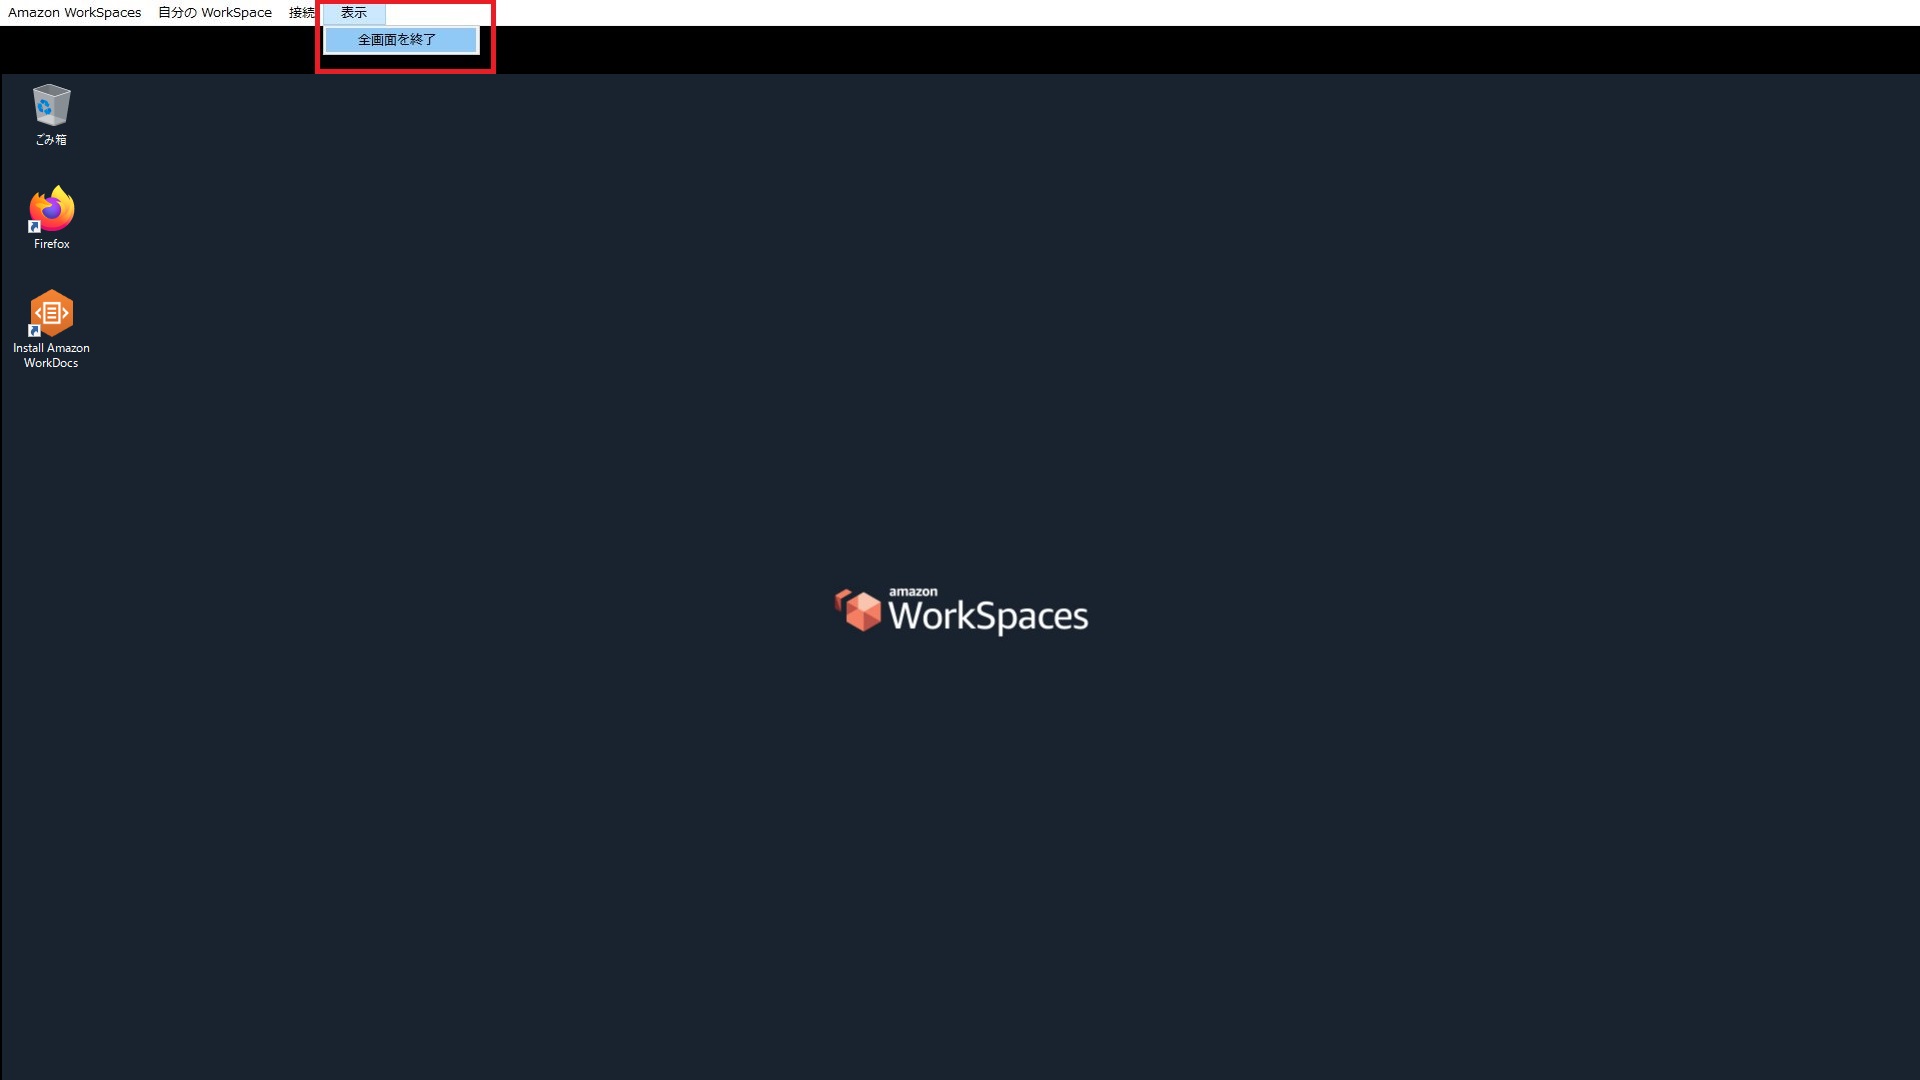 Amazon WorkSpaces 自分の WorkSpace 接続 表示
全画面を終了
ごみ箱
Firefox
Install Amazon
WorkDocs
amazon
WorkSpaces